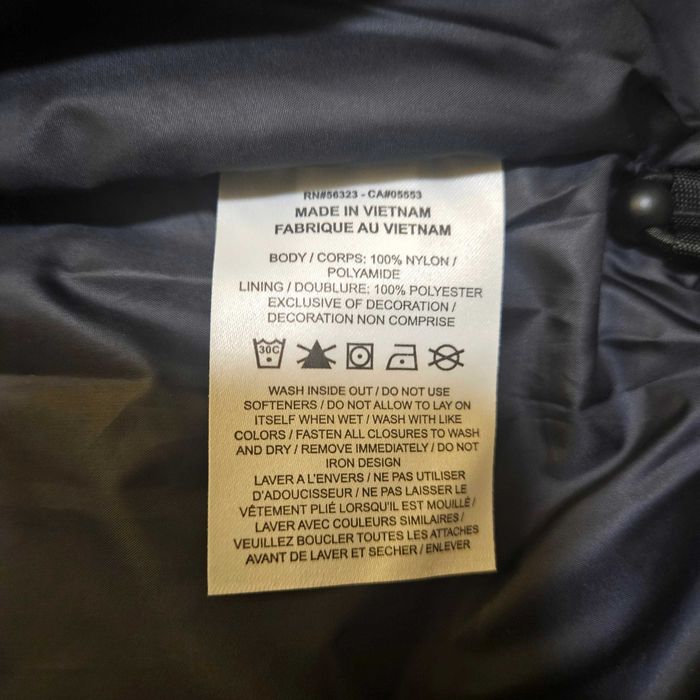 RN#56323 - CA#05553
MADE IN VIETNAM
FABRIQUE AU VIETNAM
BODY / CORPS: 100% NYLON /
POLYAMIDE
LINING / DOUBLURE: 100% POLYESTER
EXCLUSIVE OF DECORATION /
DECORATION NON COMPRISE
30C
WASH INSIDE OUT / DO NOT USE
SOFTENERS / DO NOT ALLOW TO LAY ON
ITSELF WHEN WET / WASH WITH LIKE
COLORS / FASTEN ALL CLOSURES TO WASH
AND DRY / REMOVE IMMEDIATELY / DO NOT
IRON DESIGN
LAVER A L'ENVERS / NE PAS UTILISER
D'ADOUCISSEUR / NE PAS LAISSER LE
VÊTEMENT PLIÉ LORSQU'IL EST MOUILLÉ /
LAVER AVEC COULEURS SIMILAIRES /
VEUILLEZ BOUCLER TOUTES LES ATTACHES
AVANT DE LAVER ET SECHER / ENLEVER